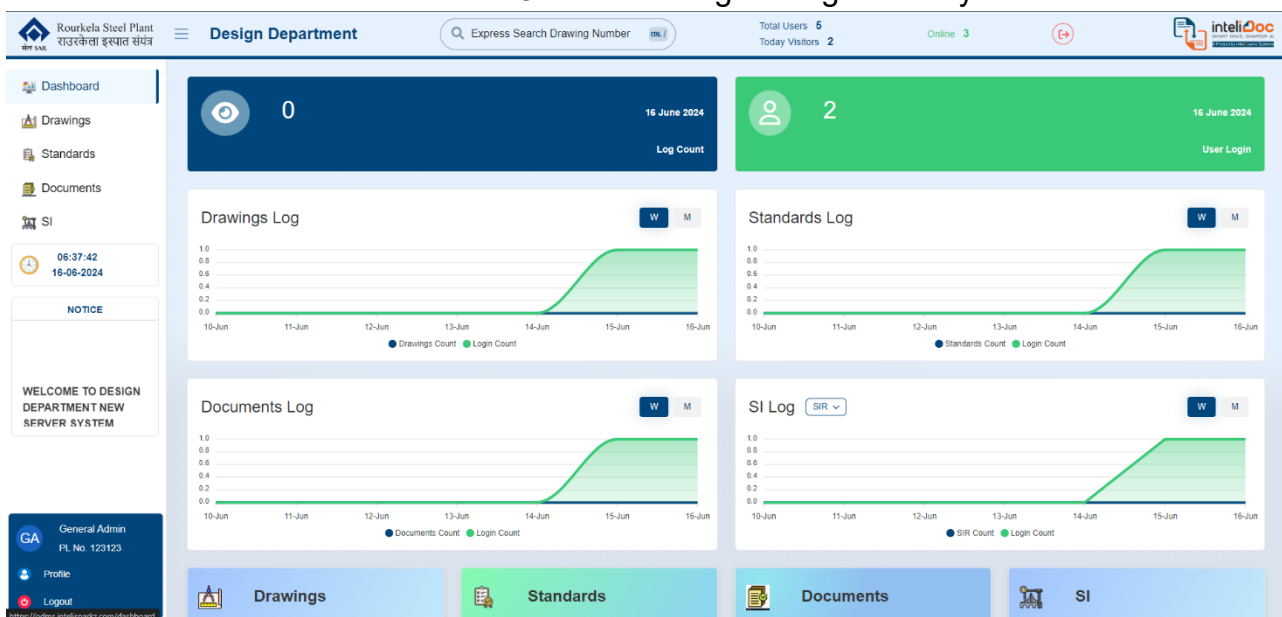 Rourkela Steel Plant
राउरकेला इस्पात संयंत्र
सेल SAIL
Design Department
Express Search Drawing Number
Total Users 5
Today Visitors 2
Online 3
inteliDoc
Dashboard
Drawings
Standards
Documents
SI
06:37:42
16-06-2024
NOTICE
WELCOME TO DESIGN
DEPARTMENT NEW
SERVER SYSTEM
General Admin
GA
PL No. 123123
Profile
Logout
0
16 June 2024
Log Count
2
16 June 2024
User Login
Drawings Log
W M
1.0
0.8
0.6
0.4
0.2
0.0
10-Jun 11-Jun 12-Jun 13-Jun 14-Jun 15-Jun 16-Jun
Drawings Count Login Count
Standards Log
W M
1.0
0.8
0.6
0.4
0.2
0.0
10-Jun 11-Jun 12-Jun 13-Jun 14-Jun 15-Jun 16-Jun
Standards Count Login Count
Documents Log
W M
1.0
0.8
0.6
0.4
0.2
0.0
10-Jun 11-Jun 12-Jun 13-Jun 14-Jun 15-Jun 16-Jun
Documents Count Login Count
SI Log SIR
W M
1.0
0.8
0.6
0.4
0.2
0.0
10-Jun 11-Jun 12-Jun 13-Jun 14-Jun 15-Jun 16-Jun
SIR Count Login Count
Drawings
Standards
Documents
SI